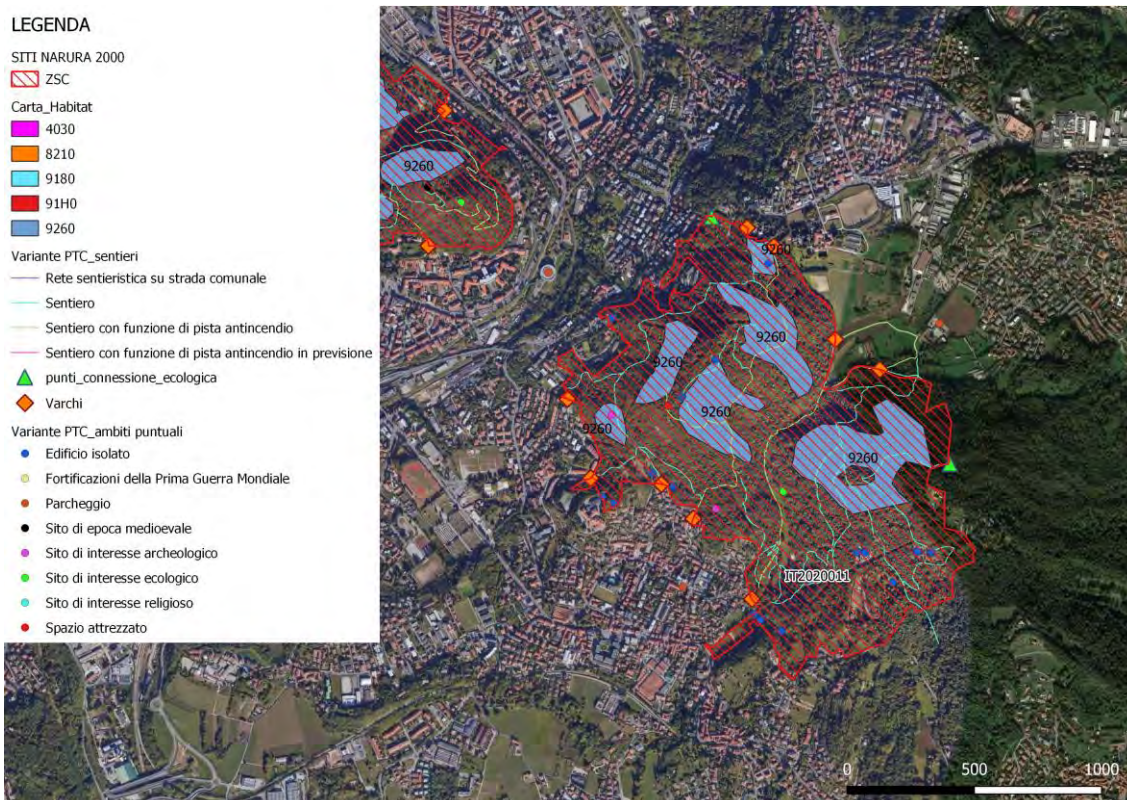 LEGENDA
SITI NARURA 2000
ZSC
Carta_Habitat
4030
8210
9180
91H0
9260
Variante PTC_sentieri
Rete sentieristica su strada comunale
Sentiero
Sentiero con funzione di pista antincendio
Sentiero con funzione di pista antincendio in previsione
punti_connessione_ecologica
Varchi
Variante PTC_ambiti puntuali
Edificio isolato
Fortificazioni della Prima Guerra Mondiale
Parcheggio
Sito di epoca medioevale
Sito di interesse archeologico
Sito di interesse ecologico
Sito di interesse religioso
Spazio attrezzato
9260
9260
9260
9260
9260
9260
9260
IT2020011
0 500 1000